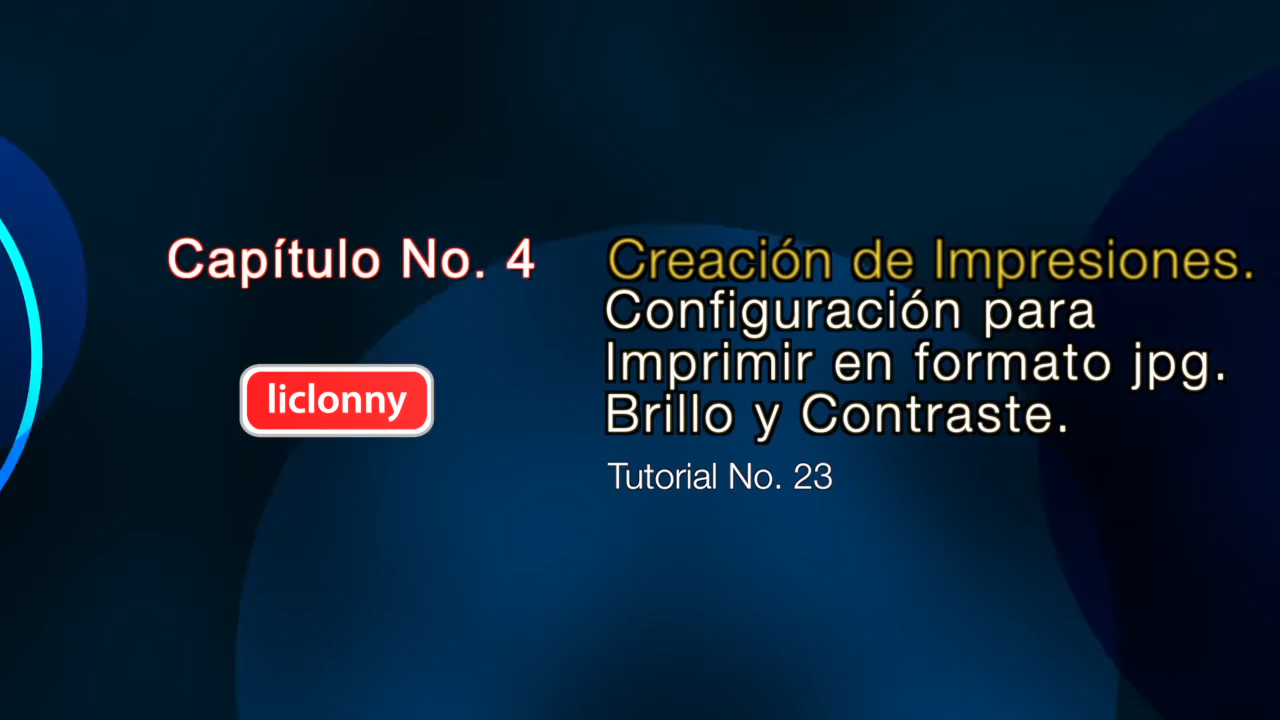 Capítulo No. 4
liclonny
Creación de Impresiones.
Configuración para
Imprimir en formato jpg.
Brillo y Contraste.
Tutorial No. 23